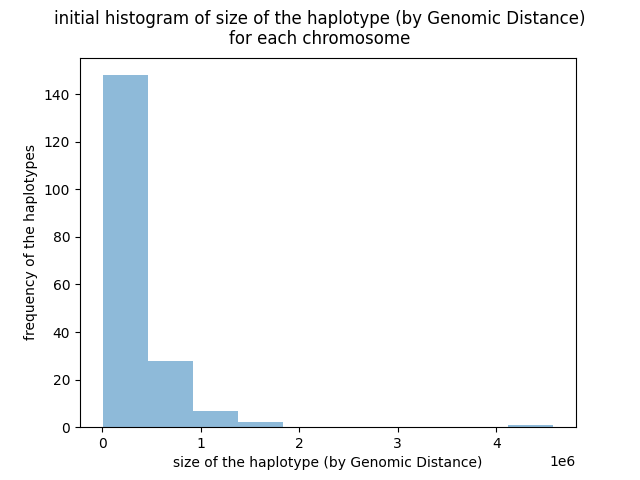 initial histogram of size of the haplotype (by Genomic Distance)
for each chromosome
frequency of the haplotypes
140
120
100
80
60
40
20
0
0 1 2 3 4
1e6
size of the haplotype (by Genomic Distance)